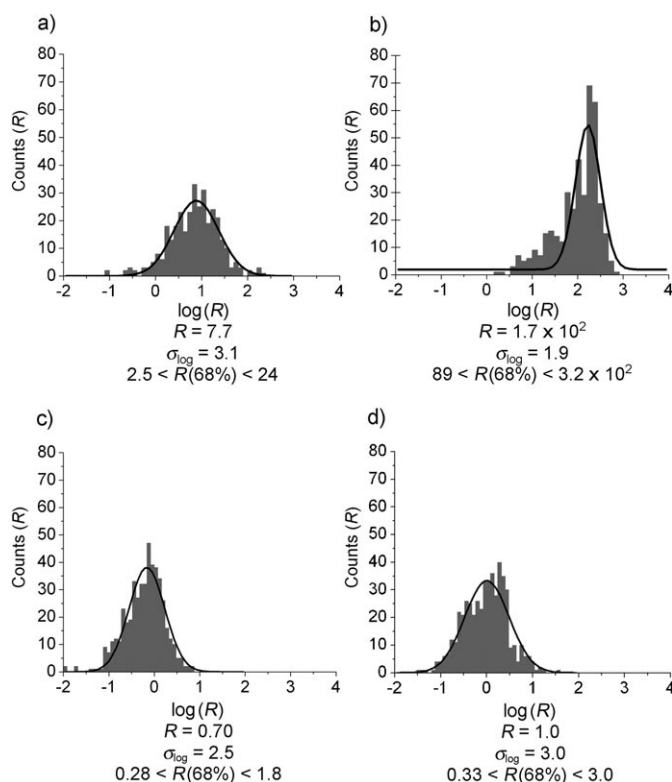 a)
80
70
60
50
40
30
20
10
0
Counts (R)
-2 -1 0 1 2 3 4
log(R)
R = 7.7
σlog = 3.1
2.5 < R(68%) < 24
b)
80
70
60
50
40
30
20
10
0
Counts (R)
-2 -1 0 1 2 3 4
log(R)
R = 1.7 x 10²
σlog = 1.9
89 < R(68%) < 3.2 x 10²
c)
80
70
60
50
40
30
20
10
0
Counts (R)
-2 -1 0 1 2 3 4
log(R)
R = 0.70
σlog = 2.5
0.28 < R(68%) < 1.8
d)
80
70
60
50
40
30
20
10
0
Counts (R)
-2 -1 0 1 2 3 4
log(R)
R = 1.0
σlog = 3.0
0.33 < R(68%) < 3.0